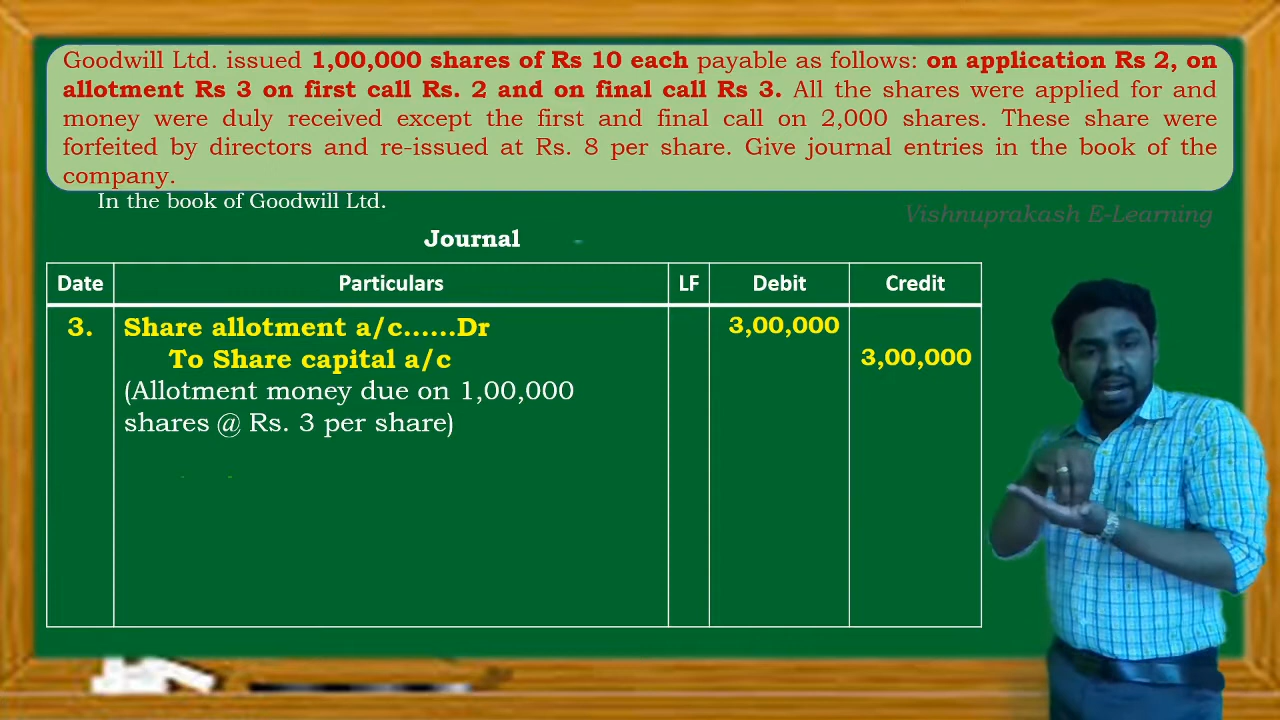 Goodwill Ltd. issued 1,00,000 shares of Rs 10 each payable as follows: on application Rs 2, on
allotment Rs 3 on first call Rs. 2 and on final call Rs 3. All the shares were applied for and
money were duly received except the first and final call on 2,000 shares. These share were
forfeited by directors and re-issued at Rs. 8 per share. Give journal entries in the book of the
company.
In the book of Goodwill Ltd.
Vishnuprakash E-Learning
Journal
Date Particulars LF Debit Credit
3. Share allotment a/c......Dr 3,00,000
To Share capital a/c 3,00,000
(Allotment money due on 1,00,000
shares @ Rs. 3 per share)